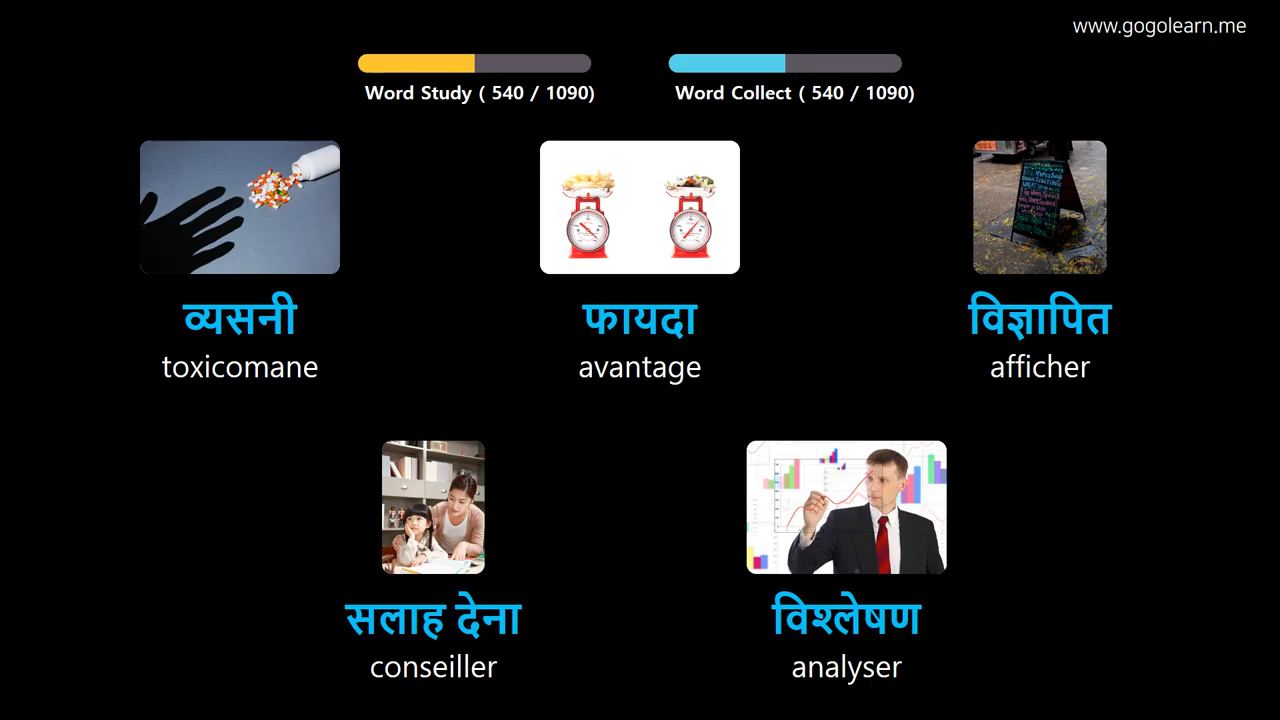 www.gogolearn.me
Word Study ( 540 / 1090)
Word Collect ( 540 / 1090)
व्यसनी
toxicomane
फायदा
avantage
विज्ञापित
afficher
सलाह देना
conseiller
विश्लेषण
analyser